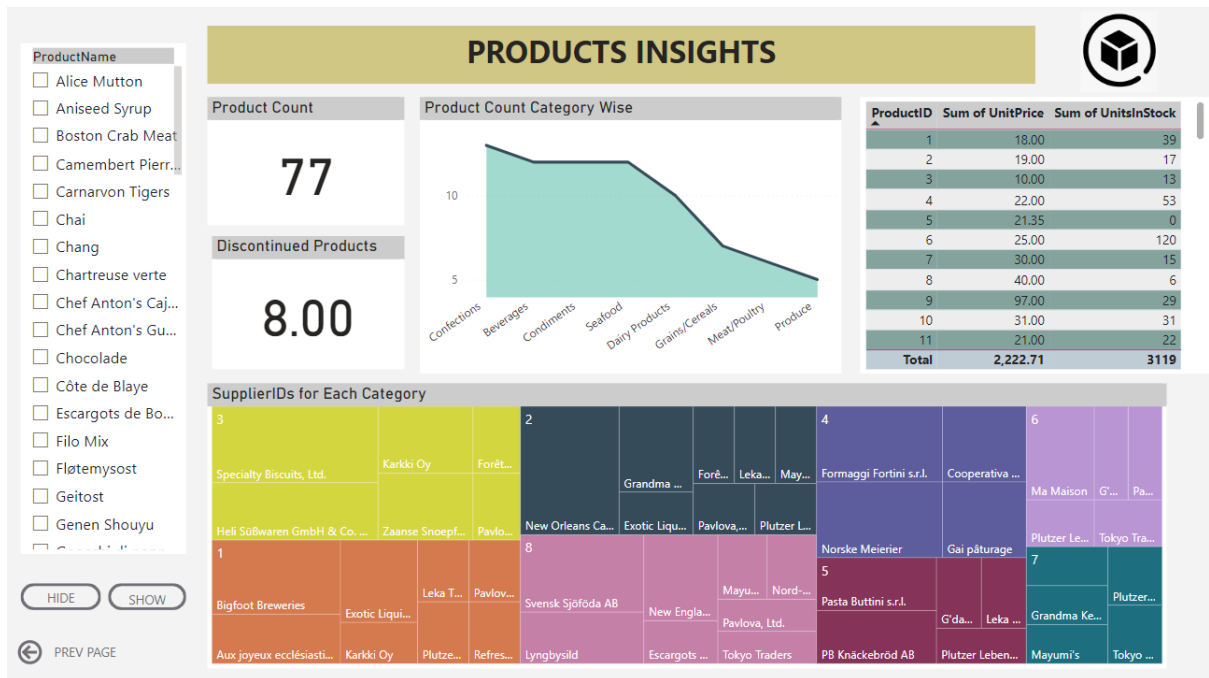 PRODUCTS INSIGHTS
ProductName
Alice Mutton
Aniseed Syrup
Boston Crab Meat
Camembert Pierr...
Carnarvon Tigers
Chai
Chang
Chartreuse verte
Chef Anton's Caj...
Chef Anton's Gu...
Chocolade
Côte de Blaye
Escargots de Bo...
Filo Mix
Fløtemysost
Geitost
Genen Shouyu
HIDE
SHOW
PREV PAGE
Product Count
77
Discontinued Products
8.00
Product Count Category Wise
10
5
Confections
Beverages
Condiments
Seafood
Dairy Products
Grains/Cereals
Meat/Poultry
Produce
ProductID Sum of UnitPrice Sum of UnitsInStock
1 18.00 39
2 19.00 17
3 10.00 13
4 22.00 53
5 21.35 0
6 25.00 120
7 30.00 15
8 40.00 6
9 97.00 29
10 31.00 31
11 21.00 22
Total 2,222.71 3119
SupplierIDs for Each Category
3
Specialty Biscuits, Ltd.
Karkki Oy
Forêt...
Heli Süßwaren GmbH & Co. ...
Zaanse Snoepf...
Pavlo...
1
Bigfoot Breweries
Exotic Liqui...
Leka T...
Pavlov...
Aux joyeux ecclésiasti...
Karkki Oy
Plutze...
Refres...
2
New Orleans Ca...
Grandma ...
Forê...
Leka...
May...
Exotic Liqu...
Pavlova,...
Plutzer L...
8
Svensk Sjöföda AB
New Engla...
Mayu...
Nord-...
Pavlova, Ltd.
Lyngbysild
Escargots ...
Tokyo Traders
4
Formaggi Fortini s.r.l.
Cooperativa ...
Norske Meierier
Gai pâturage
5
Pasta Buttini s.r.l.
G'da...
Leka ...
PB Knäckebröd AB
Plutzer Leben...
6
Ma Maison
G'...
Pa...
Plutzer Le...
Tokyo Tra...
7
Grandma Ke...
Plutzer...
Mayumi's
Tokyo ...